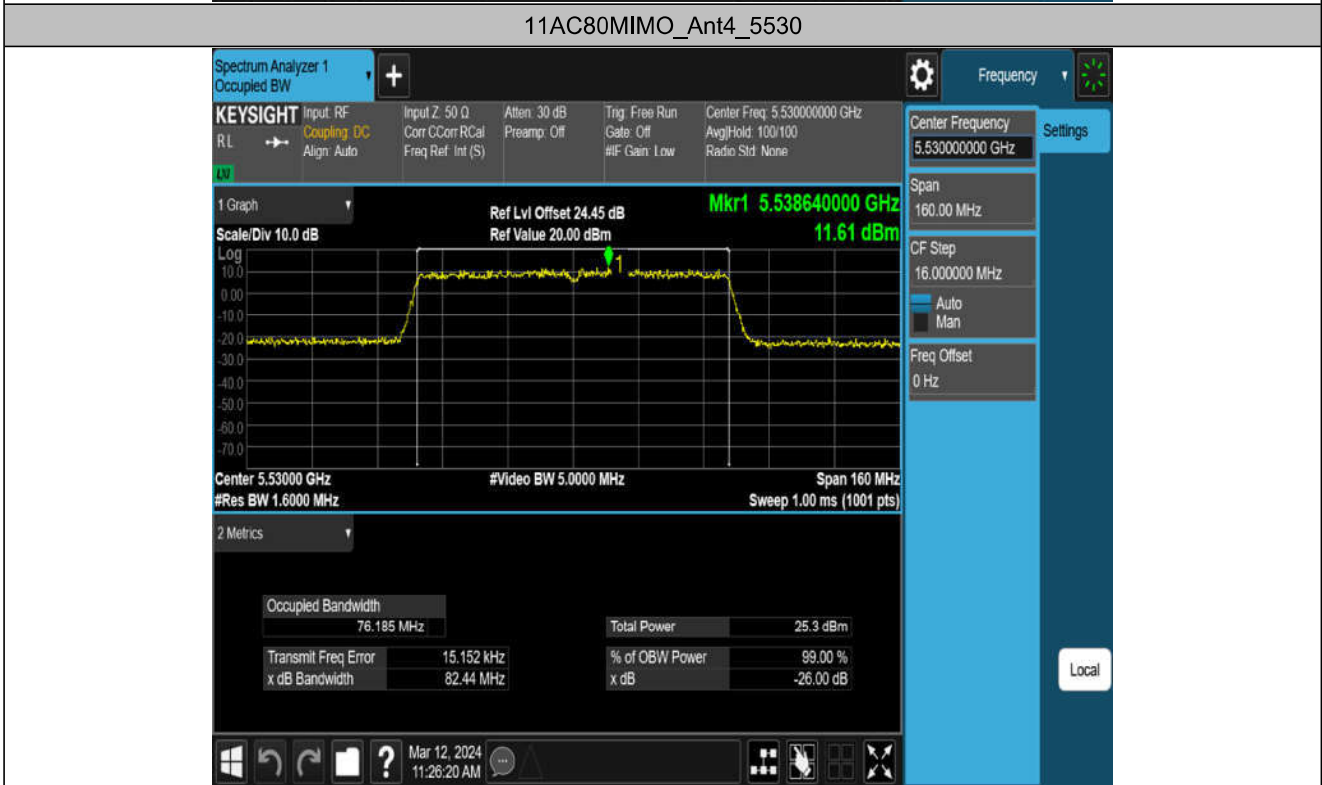 11AC80MIMO_Ant4_5530
Spectrum Analyzer 1
Occupied BW
Frequency
KEYSIGHT
RL
LXI
Input: RF
Coupling: DC
Align: Auto
Input Z: 50 Ω
Corr CCorr RCal
Freq Ref: Int (S)
Atten: 30 dB
Preamp: Off
Trig: Free Run
Gate: Off
#IF Gain: Low
Center Freq: 5.530000000 GHz
Avg|Hold: 100/100
Radio Std: None
Center Frequency
5.530000000 GHz
Settings
Span
160.00 MHz
CF Step
16.000000 MHz
Auto
Man
Freq Offset
0 Hz
1 Graph
Scale/Div 10.0 dB
Ref Lvl Offset 24.45 dB
Ref Value 20.00 dBm
Mkr1 5.538640000 GHz
11.61 dBm
Log
10.0
0.00
-10.0
-20.0
-30.0
-40.0
-50.0
-60.0
-70.0
1
Center 5.53000 GHz
#Video BW 5.0000 MHz
Span 160 MHz
#Res BW 1.6000 MHz
Sweep 1.00 ms (1001 pts)
2 Metrics
Occupied Bandwidth
76.185 MHz
Total Power 25.3 dBm
Transmit Freq Error 15.152 kHz
% of OBW Power 99.00 %
x dB Bandwidth 82.44 MHz
x dB -26.00 dB
Local
?
Mar 12, 2024
11:26:20 AM